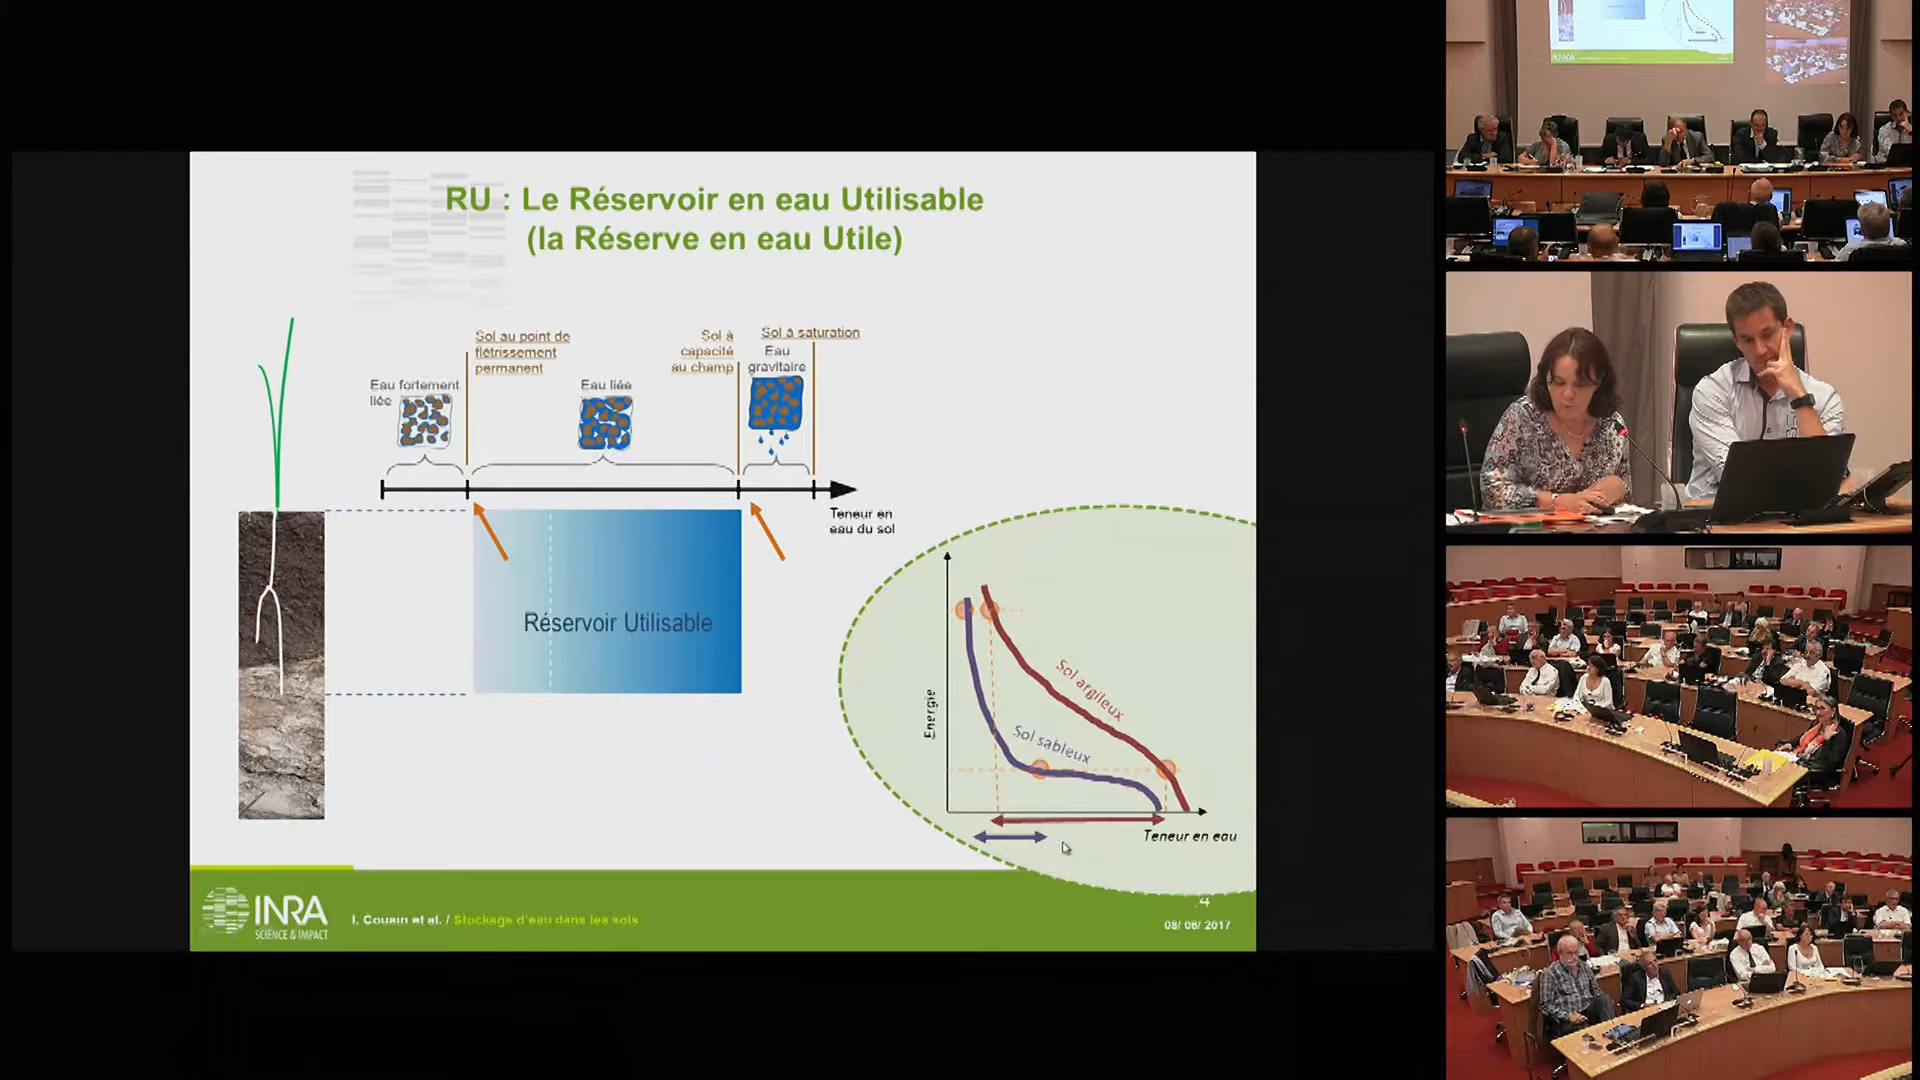 RU : Le Réservoir en eau Utilisable
(la Réserve en eau Utile)
Sol au point de
flétrissement
permanent
Sol à
capacité
au champ
Sol à saturation
Eau
gravitaire
Eau fortement
liée
Eau liée
Teneur en
eau du sol
Réservoir Utilisable
Energie
Sol argileux
Sol sableux
Teneur en eau
INRA
SCIENCE & IMPACT
I. Cousin et al. / Stockage d'eau dans les sols
.4
08/ 06/ 2017